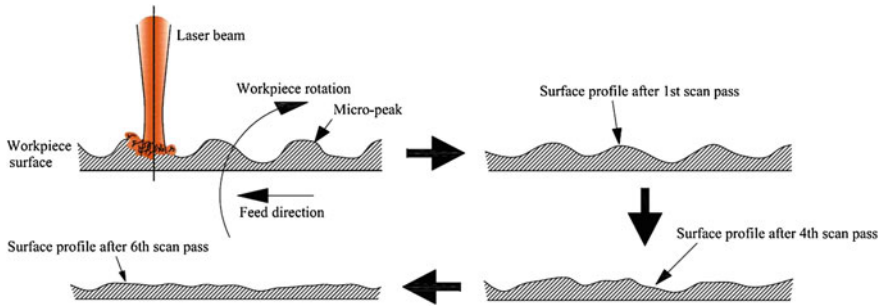 Laser beam
Workpiece rotation
Micro-peak
Workpiece
surface
Feed direction
Surface profile after 1st scan pass
Surface profile after 4th scan pass
Surface profile after 6th scan pass